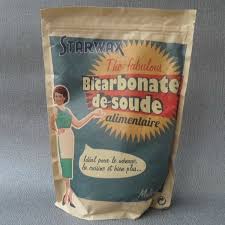 STARWAX
The fabulous
Bicarbonate
de-soude
alimentaire
Idéal pour le ménage,
la cuisine et bien plus...